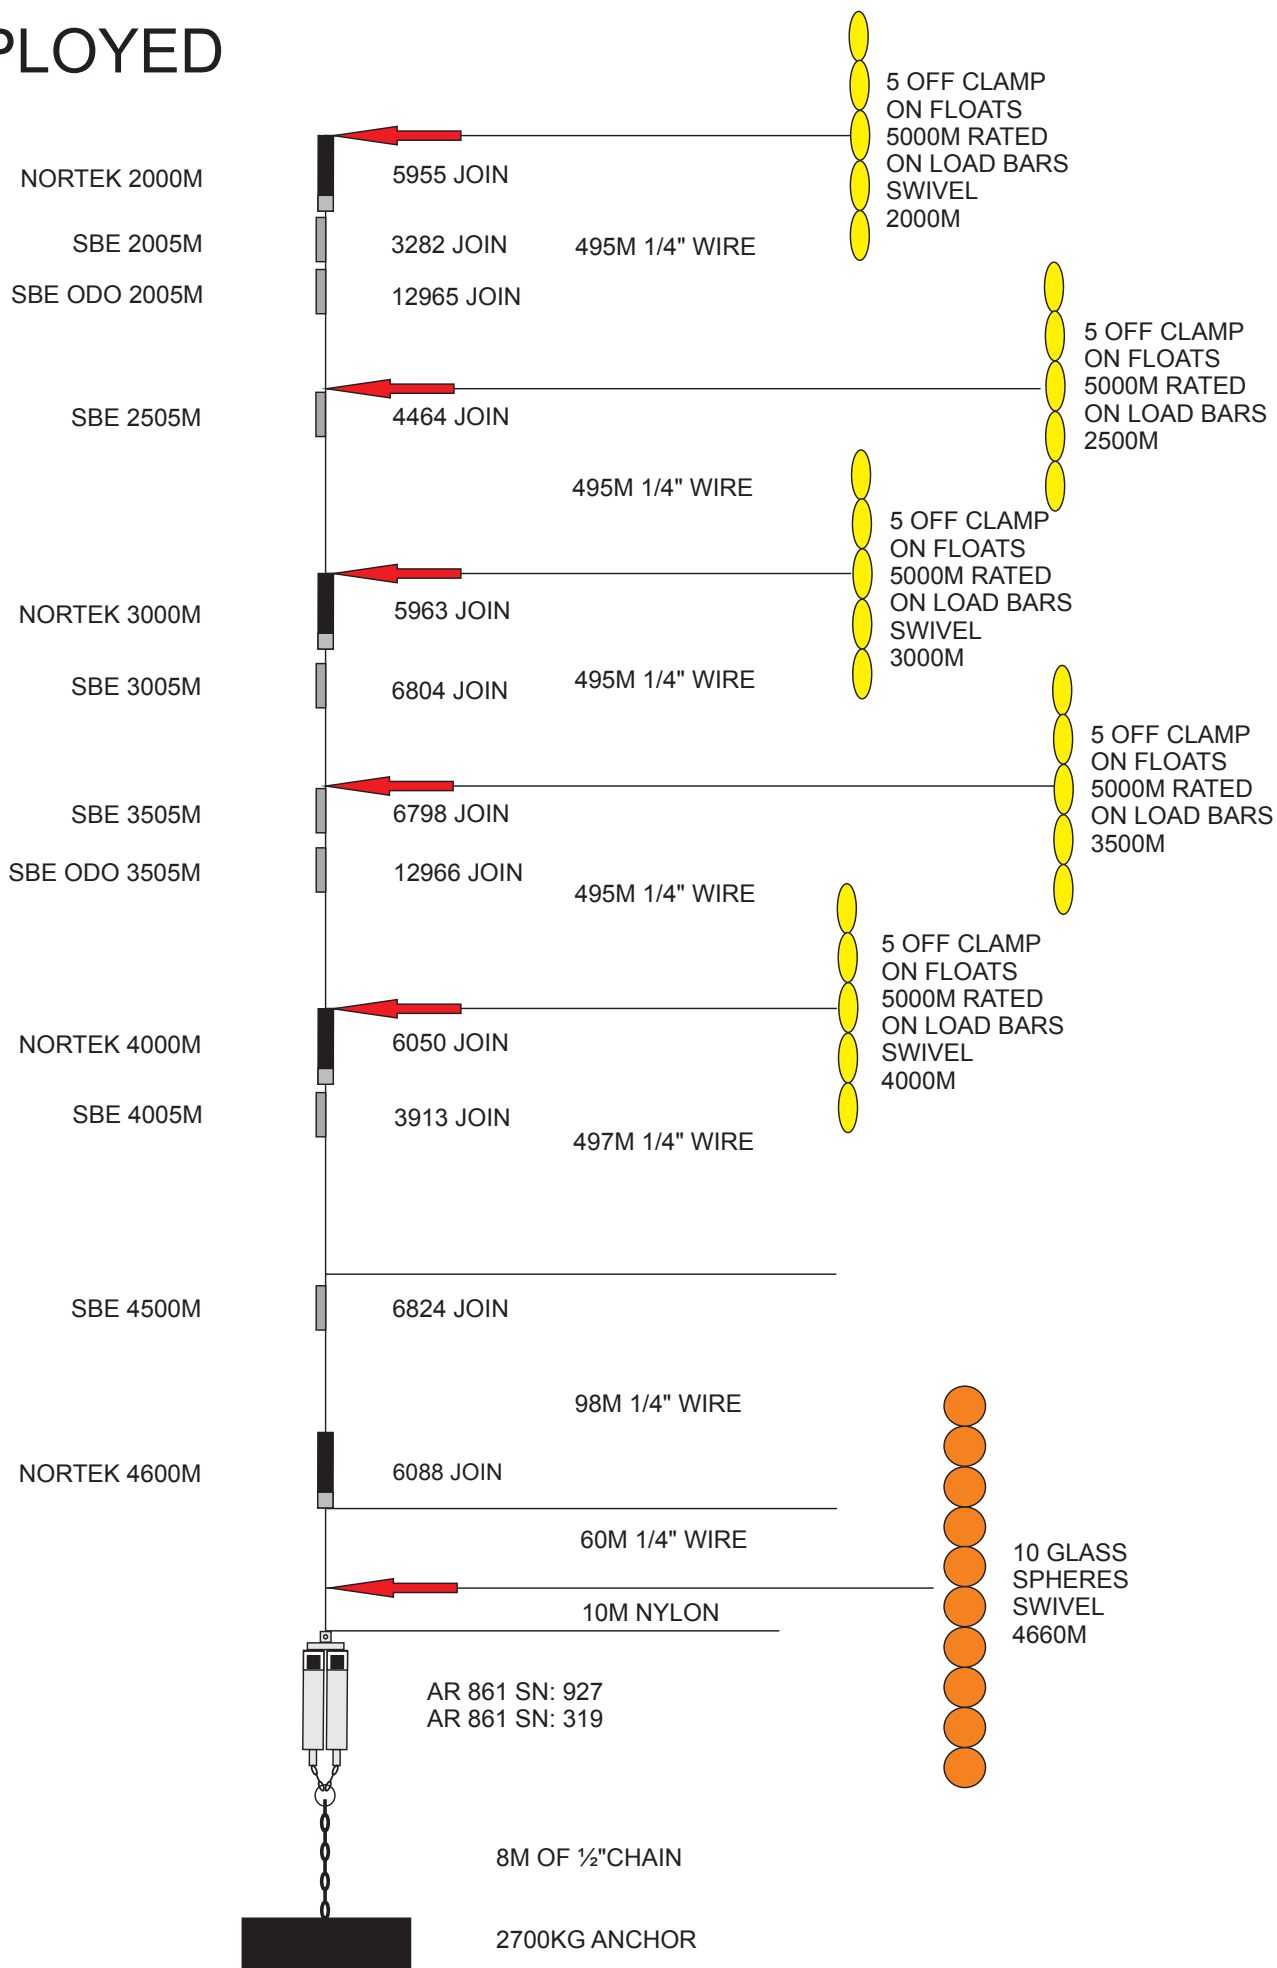 PLOYED
5 OFF CLAMP
ON FLOATS
5000M RATED
ON LOAD BARS
SWIVEL
2000M
NORTEK 2000M
5955 JOIN
SBE 2005M
3282 JOIN
495M 1/4" WIRE
SBE ODO 2005M
12965 JOIN
5 OFF CLAMP
ON FLOATS
5000M RATED
ON LOAD BARS
2500M
SBE 2505M
4464 JOIN
495M 1/4" WIRE
5 OFF CLAMP
ON FLOATS
5000M RATED
ON LOAD BARS
SWIVEL
3000M
NORTEK 3000M
5963 JOIN
SBE 3005M
6804 JOIN
495M 1/4" WIRE
5 OFF CLAMP
ON FLOATS
5000M RATED
ON LOAD BARS
3500M
SBE 3505M
6798 JOIN
SBE ODO 3505M
12966 JOIN
495M 1/4" WIRE
5 OFF CLAMP
ON FLOATS
5000M RATED
ON LOAD BARS
SWIVEL
4000M
NORTEK 4000M
6050 JOIN
SBE 4005M
3913 JOIN
497M 1/4" WIRE
SBE 4500M
6824 JOIN
98M 1/4" WIRE
NORTEK 4600M
6088 JOIN
60M 1/4" WIRE
10 GLASS
SPHERES
SWIVEL
4660M
10M NYLON
AR 861 SN: 927
AR 861 SN: 319
8M OF ½"CHAIN
2700KG ANCHOR